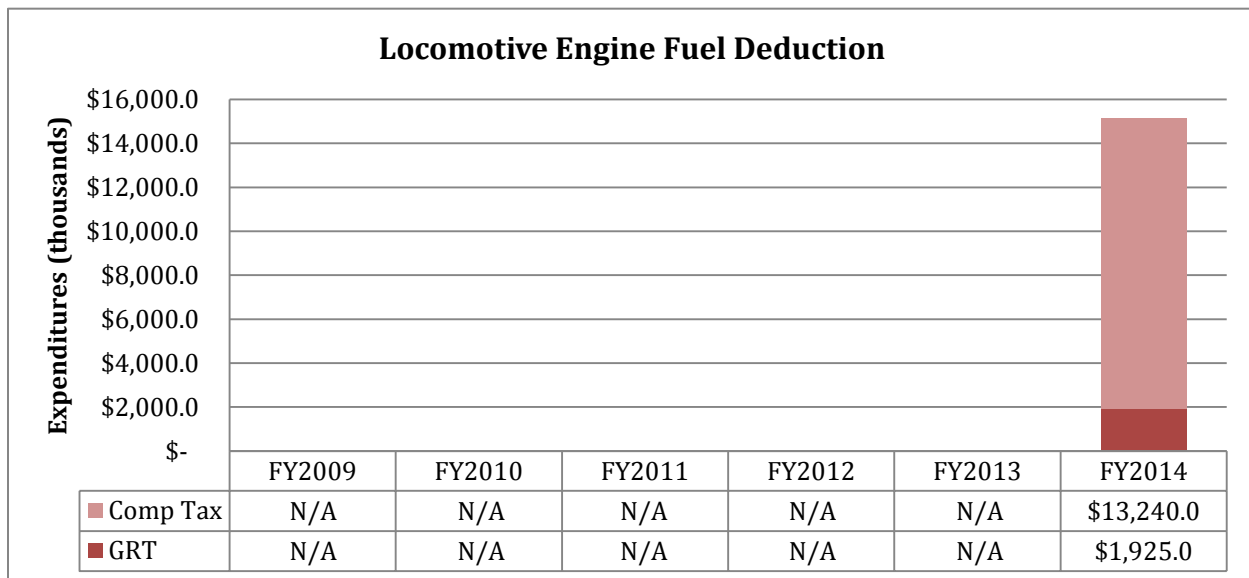 Locomotive Engine Fuel Deduction
Expenditures (thousands)
$16,000.0
$14,000.0
$12,000.0
$10,000.0
$8,000.0
$6,000.0
$4,000.0
$2,000.0
$-
FY2009 FY2010 FY2011 FY2012 FY2013 FY2014
Comp Tax N/A N/A N/A N/A N/A $13,240.0
GRT N/A N/A N/A N/A N/A $1,925.0